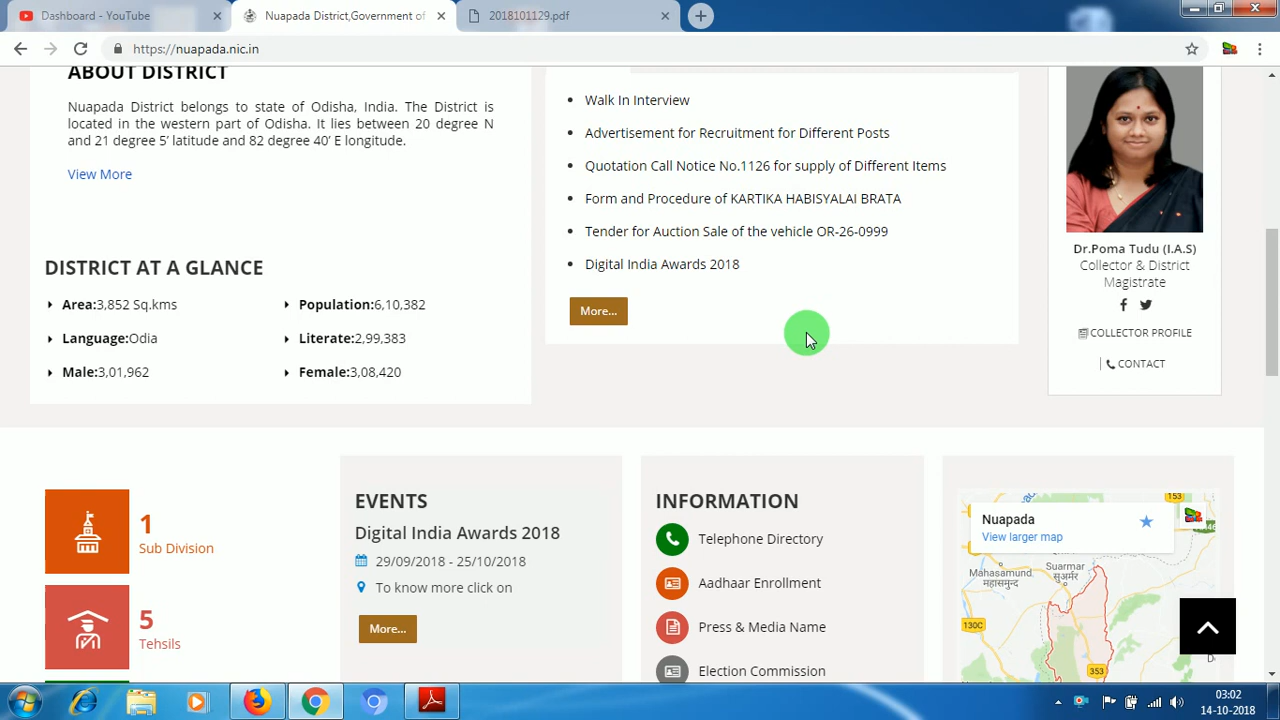 Dashboard - YouTube
Nuapada District,Government of
2018101129.pdf
https://nuapada.nic.in
ABOUT DISTRICT
Nuapada District belongs to state of Odisha, India. The District is
located in the western part of Odisha. It lies between 20 degree N
and 21 degree 5’ latitude and 82 degree 40’ E longitude.
View More
DISTRICT AT A GLANCE
Area:3,852 Sq.kms
Population:6,10,382
Language:Odia
Literate:2,99,383
Male:3,01,962
Female:3,08,420
Walk In Interview
Advertisement for Recruitment for Different Posts
Quotation Call Notice No.1126 for supply of Different Items
Form and Procedure of KARTIKA HABISYALAI BRATA
Tender for Auction Sale of the vehicle OR-26-0999
Digital India Awards 2018
More...
Dr.Poma Tudu (I.A.S)
Collector & District
Magistrate
COLLECTOR PROFILE
CONTACT
1
Sub Division
5
Tehsils
EVENTS
Digital India Awards 2018
29/09/2018 - 25/10/2018
To know more click on
More...
INFORMATION
Telephone Directory
Aadhaar Enrollment
Press & Media Name
Election Commission
153
Nuapada
View larger map
Mahasamund
महासमुन्द
Suarmar
सुअर्मर
130C
353
03:02
14-10-2018